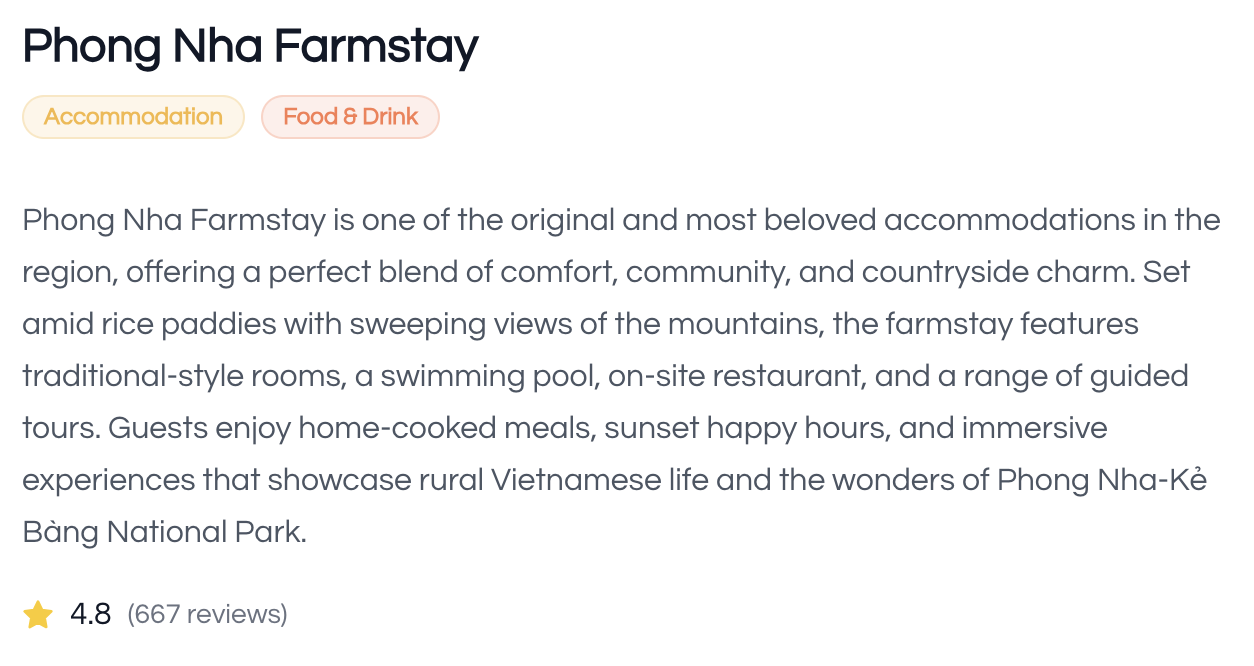 Phong Nha Farmstay
Accommodation
Food & Drink
Phong Nha Farmstay is one of the original and most beloved accommodations in the
region, offering a perfect blend of comfort, community, and countryside charm. Set
amid rice paddies with sweeping views of the mountains, the farmstay features
traditional-style rooms, a swimming pool, on-site restaurant, and a range of guided
tours. Guests enjoy home-cooked meals, sunset happy hours, and immersive
experiences that showcase rural Vietnamese life and the wonders of Phong Nha-Kẻ
Bàng National Park.
4.8 (667 reviews)